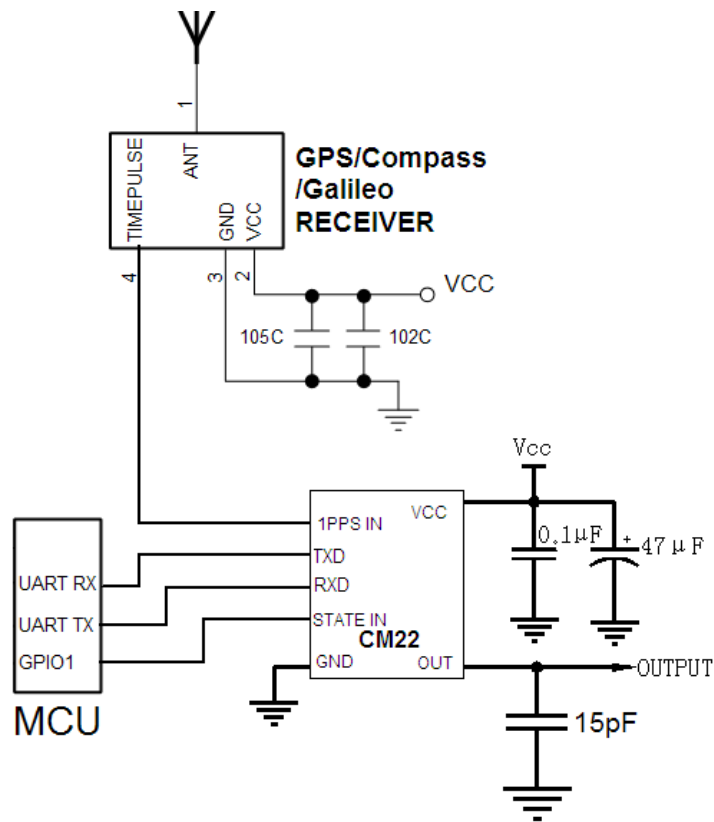 1
TIMEPULSE
ANT
GND
VCC
GPS/Compass
/Galileo
RECEIVER
4
3
2
VCC
105C
102C
Vcc
1PPS IN
VCC
0.1μF
+
47μF
TXD
UART RX
RXD
UART TX
STATE IN
CM22
GPIO1
GND
OUT
OUTPUT
MCU
15pF